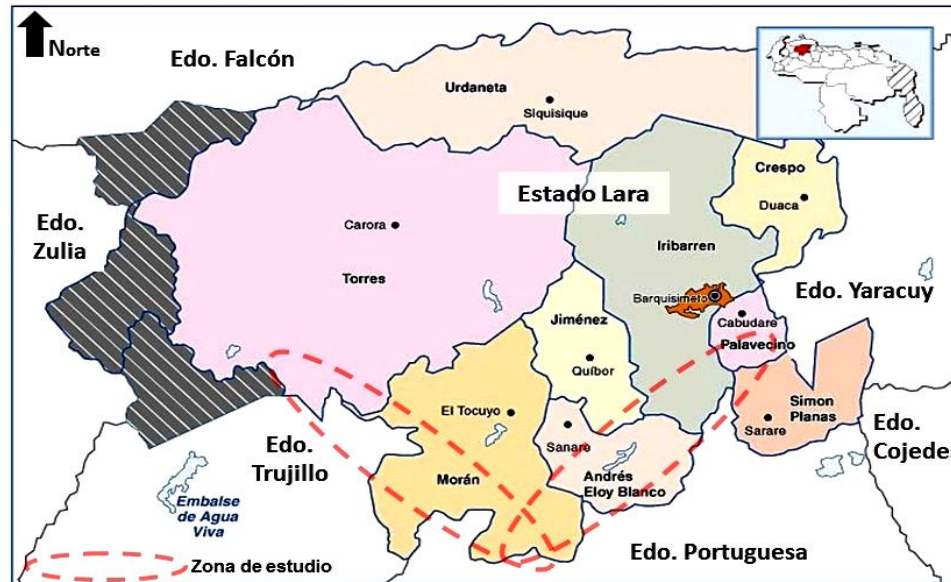 Norte
Edo. Falcón
Urdaneta
Siquisique
Crespo
Duaca
Estado Lara
Edo.
Zulia
Carora
Torres
Iribarren
Barquisimeto
Edo. Yaracuy
Cabudare
Palavecino
Jiménez
Quíbor
Simon
Planas
Sarare
El Tocuyo
Sanare
Edo.
Cojede
Edo.
Trujillo
Morán
Andrés
Eloy Blanco
Embalse
de Agua
Viva
Edo. Portuguesa
Zona de estudio